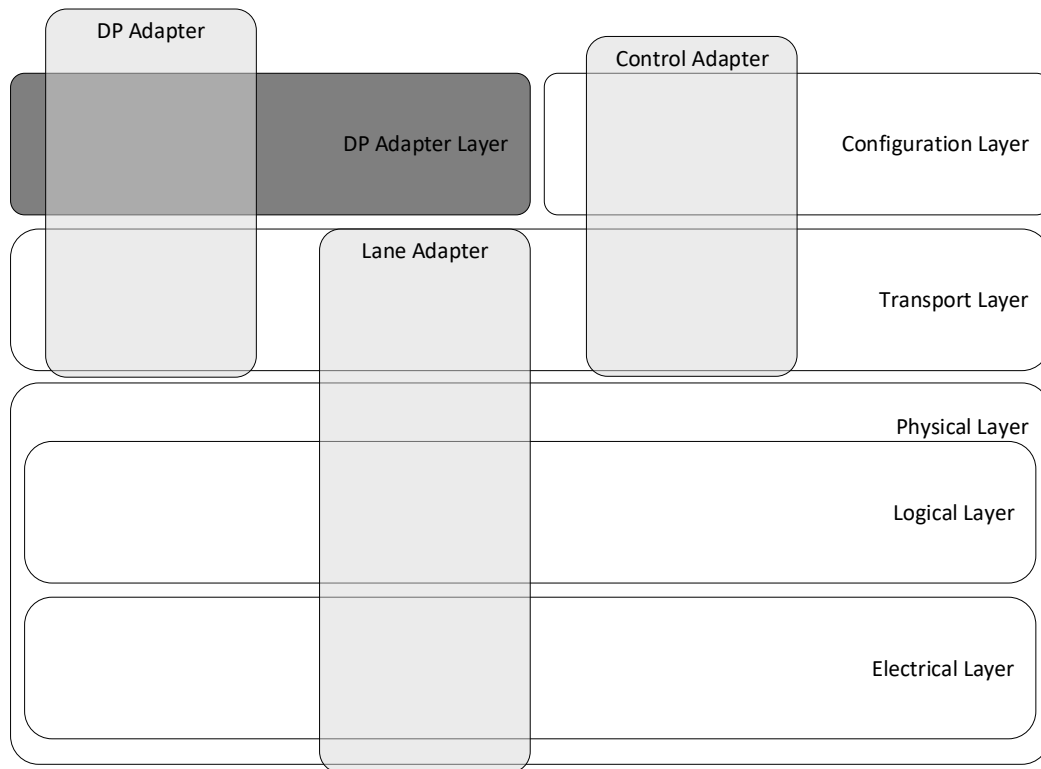 DP Adapter
Control Adapter
DP Adapter Layer
Configuration Layer
Lane Adapter
Transport Layer
Physical Layer
Logical Layer
Electrical Layer